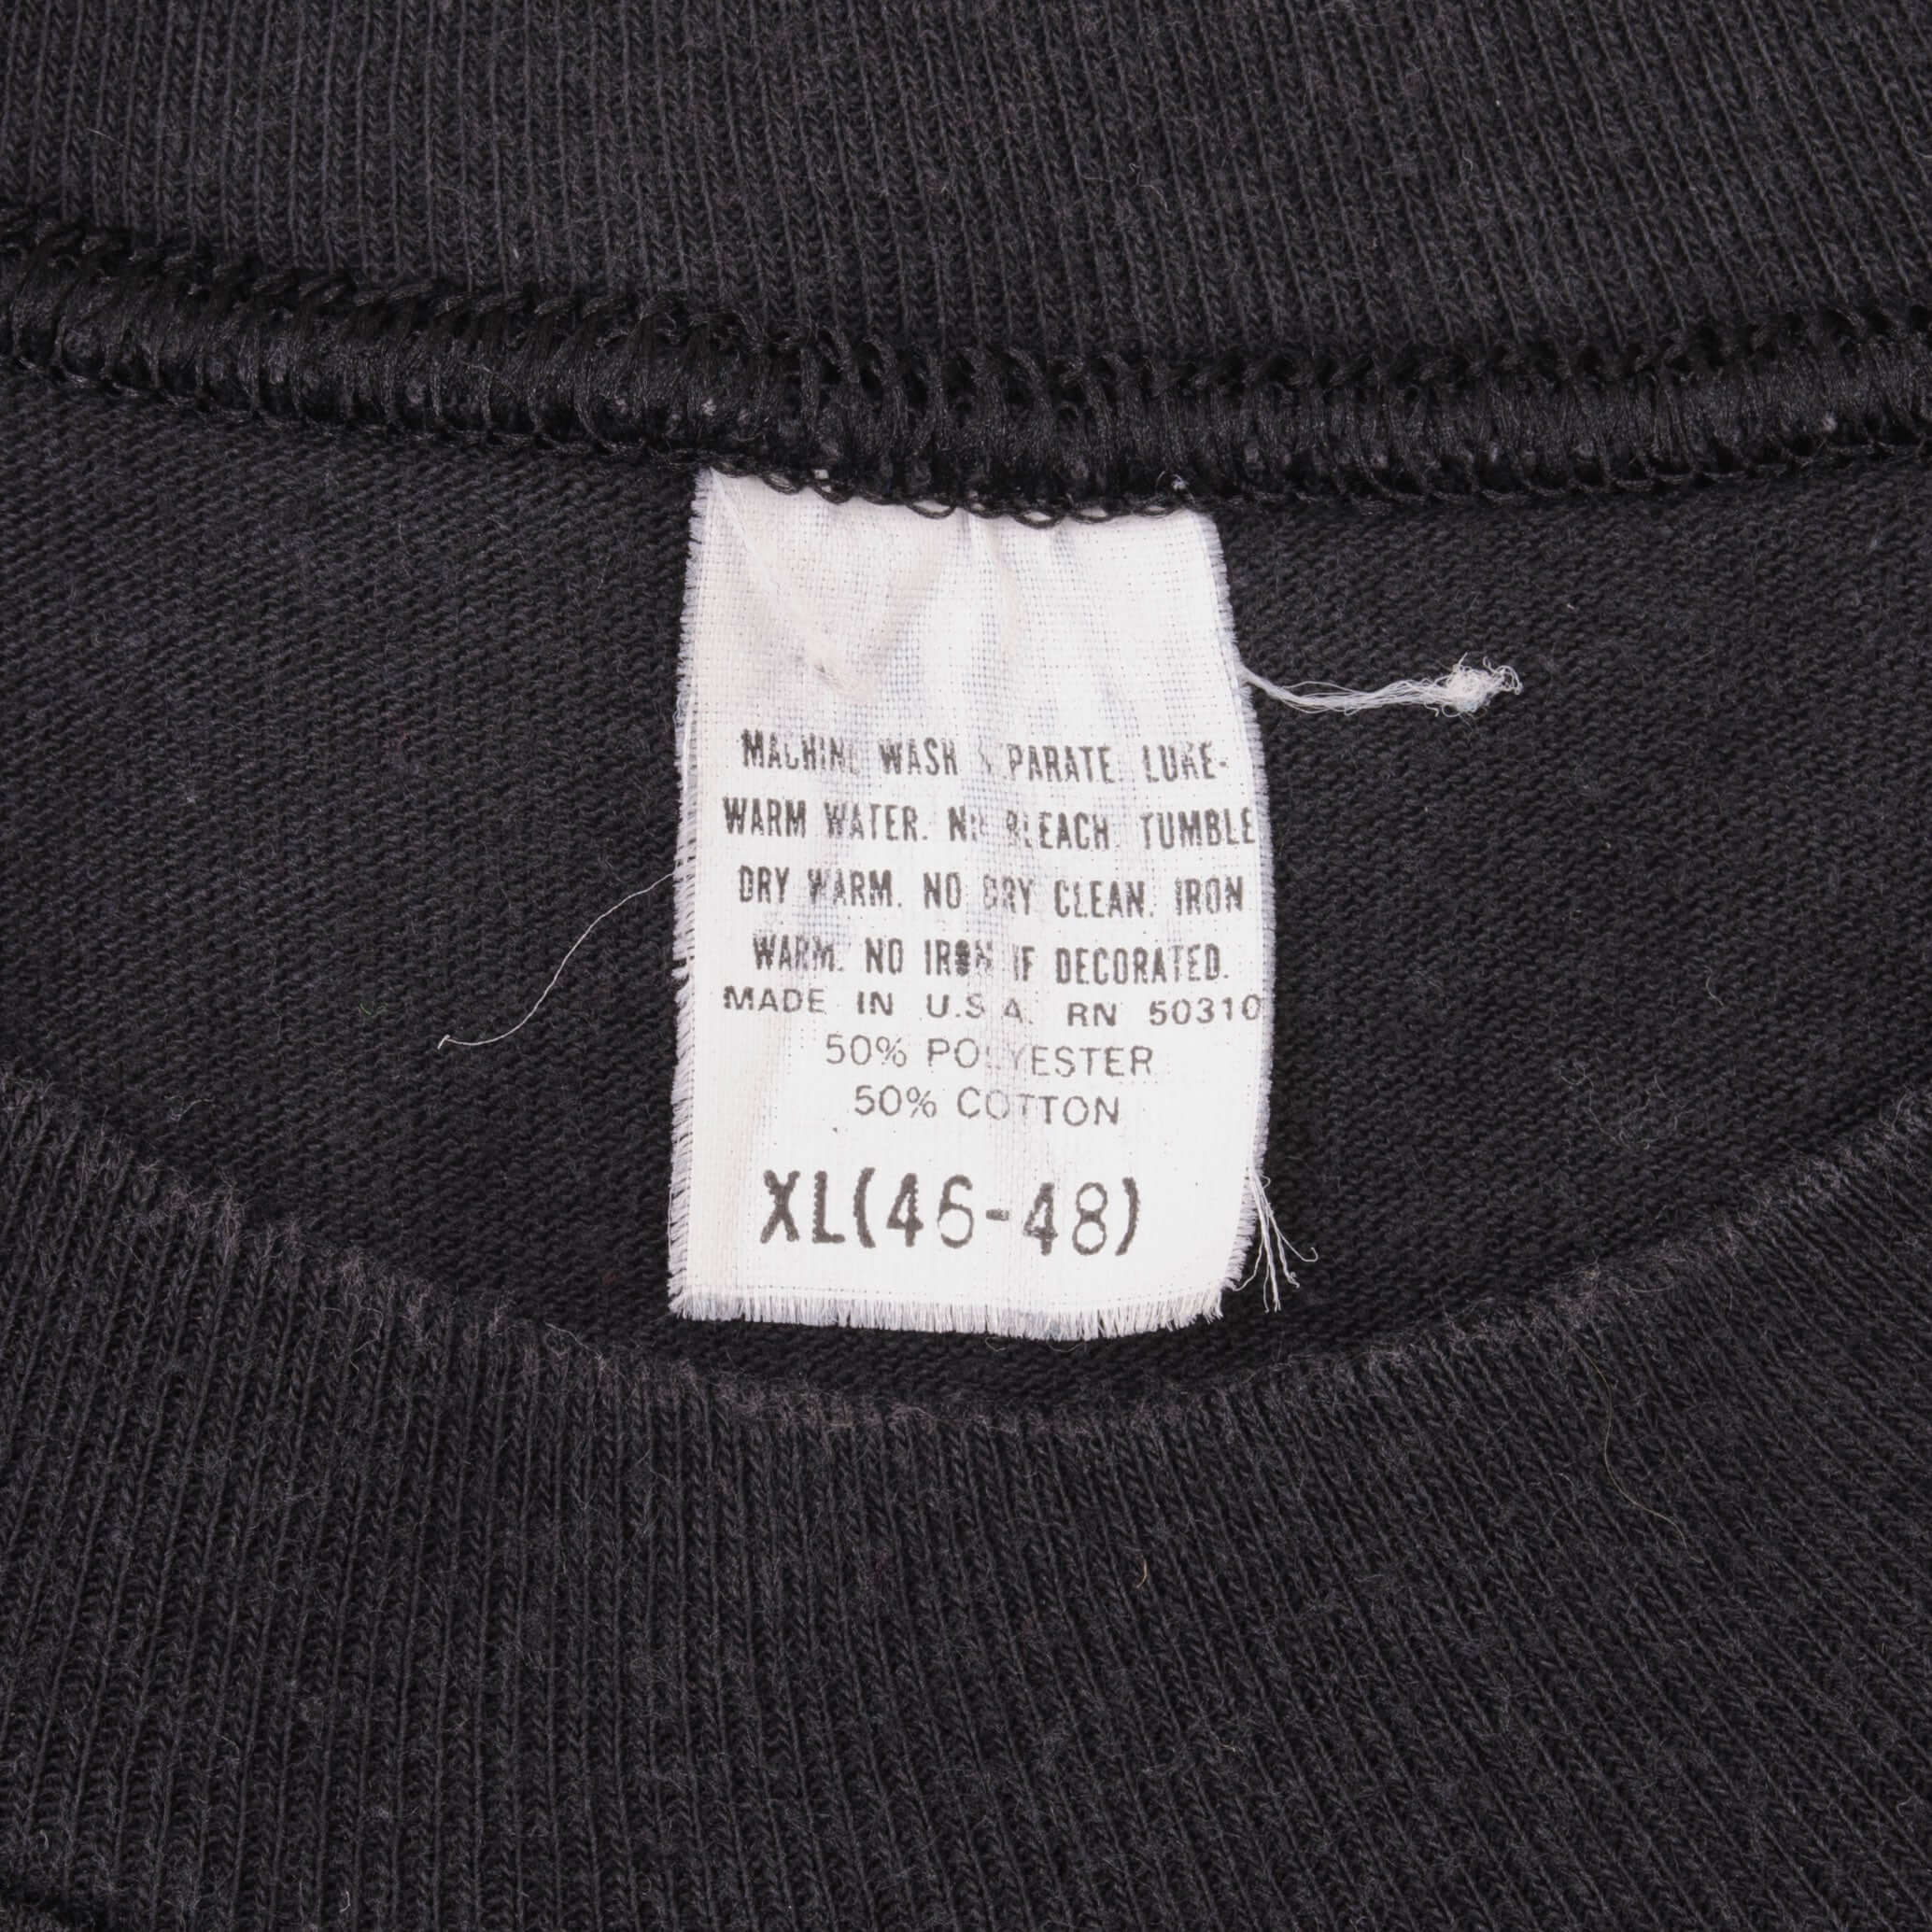 MACHINE WASH SEPARATE. LUKE-
WARM WATER. NO BLEACH. TUMBLE
DRY WARM. NO DRY CLEAN. IRON
WARM. NO IRON IF DECORATED.
MADE IN U.S.A. RN 50310
50% POLYESTER
50% COTTON
XL(46-48)